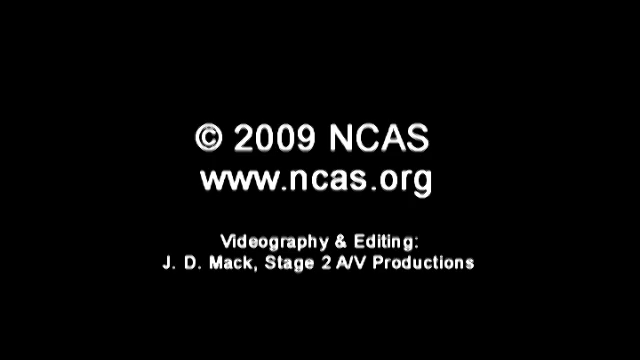 © 2009 NCAS
www.ncas.org
Videography & Editing:
J. D. Mack, Stage 2 A/V Productions